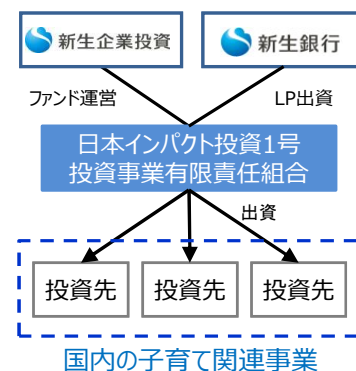 新生企業投資
新生銀行
ファンド運営
LP出資
日本インパクト投資1号
投資事業有限責任組合
出資
投資先
投資先
投資先
国内の子育て関連事業